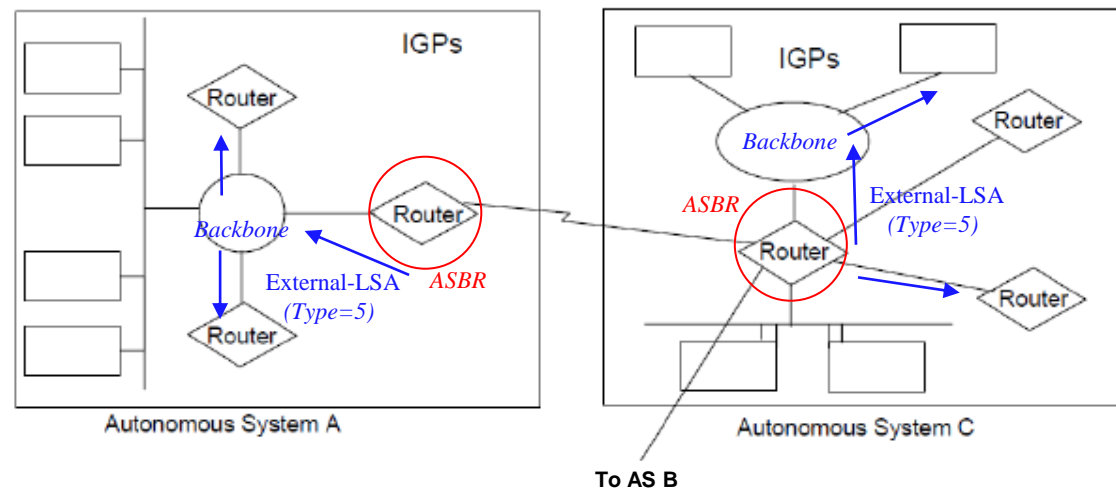 IGPs
Router
Backbone
Router
ASBR
External-LSA
(Type=5)
Router
Autonomous System A
IGPs
Backbone
Router
ASBR
External-LSA
(Type=5)
Router
Router
Autonomous System C
To AS B